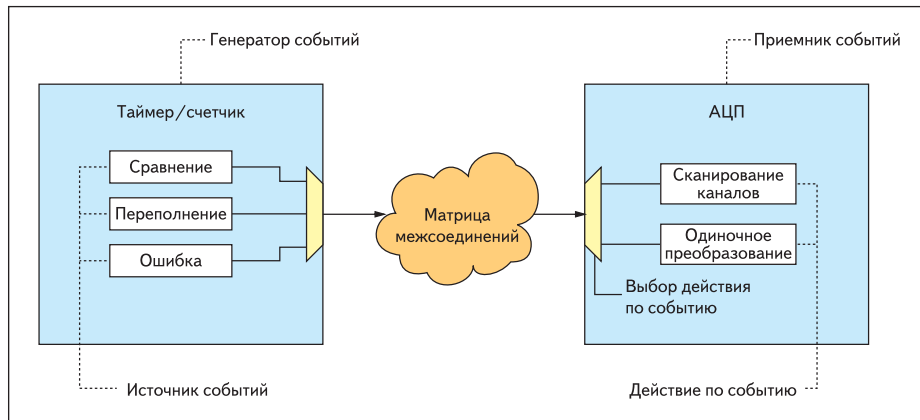 Генератор событий
Приемник событий
Таймер/счетчик
АЦП
Сравнение
Переполнение
Ошибка
Матрица
межсоединений
Сканирование
каналов
Одиночное
преобразование
Выбор действия
по событию
Источник событий
Действие по событию